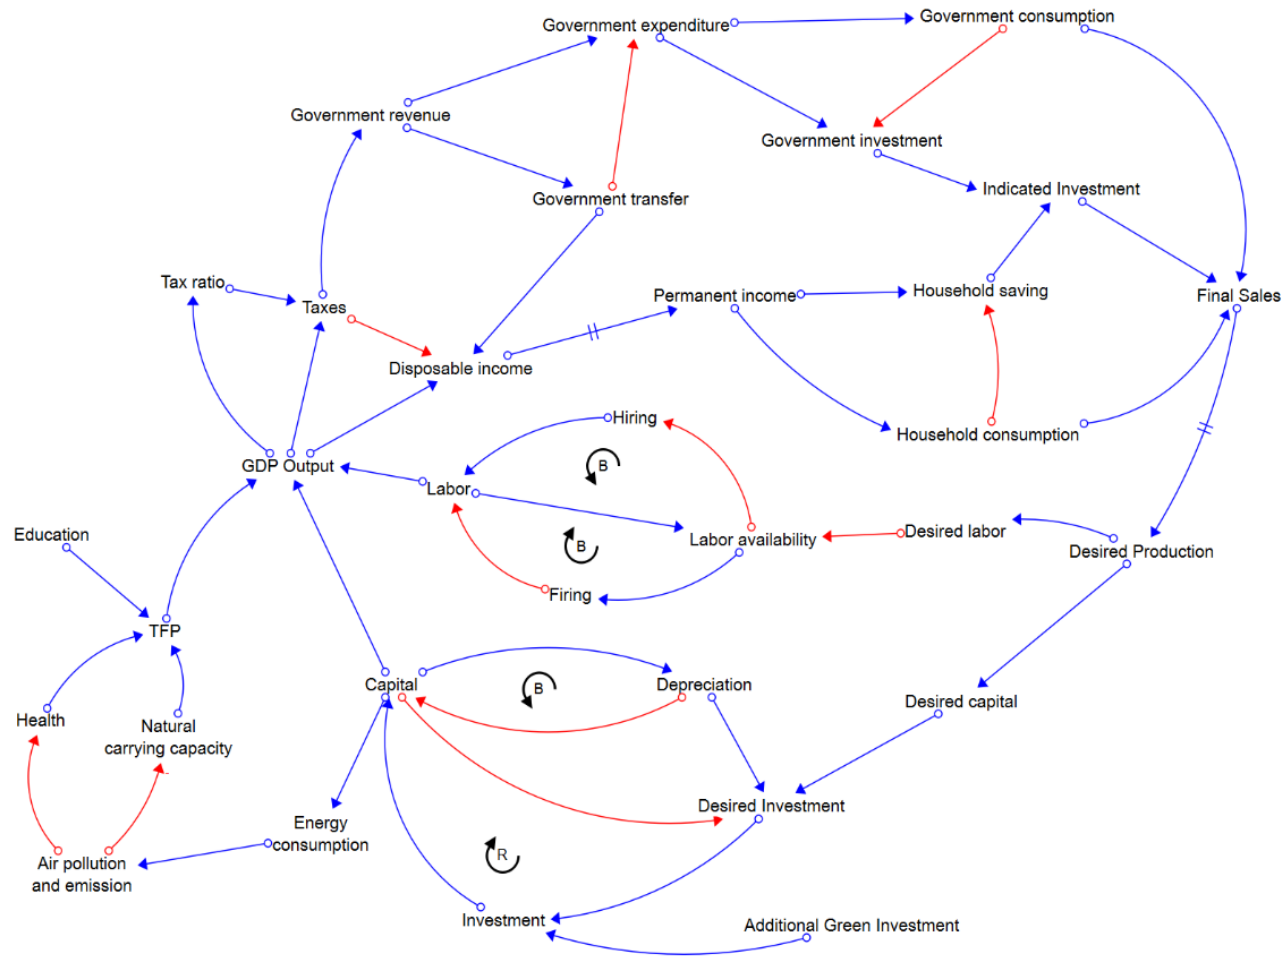 Government consumption
Government expenditure
Government revenue
Government investment
Indicated Investment
Government transfer
Tax ratio
Taxes
Permanent income
Household saving
Final Sales
Disposable income
Hiring
Household consumption
GDP Output
B
Labor
Education
Labor availability
Desired labor
Desired Production
B
Firing
TFP
Capital
B
Depreciation
Desired capital
Health
Natural
carrying capacity
Desired Investment
Energy
consumption
R
Air pollution
and emission
Investment
Additional Green Investment